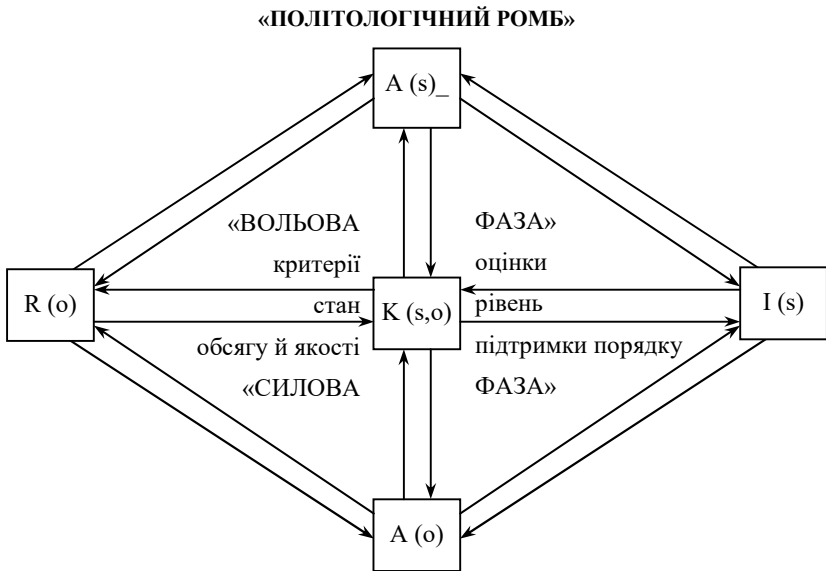 «ПОЛІТОЛОГІЧНИЙ РОМБ»
A (s)_
«ВОЛЬОВА ФАЗА»
критерії оцінки
R (o) стан K (s,o) рівень I (s)
обсягу й якості підтримки порядку
«СИЛОВА ФАЗА»
A (o)